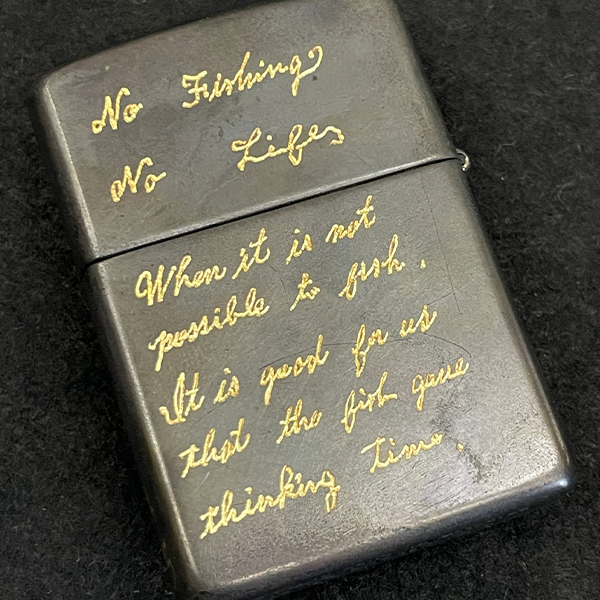 No Fishing
No Life
When it is not
possible to fish.
It is good for us
that the fish gave
thinking time.